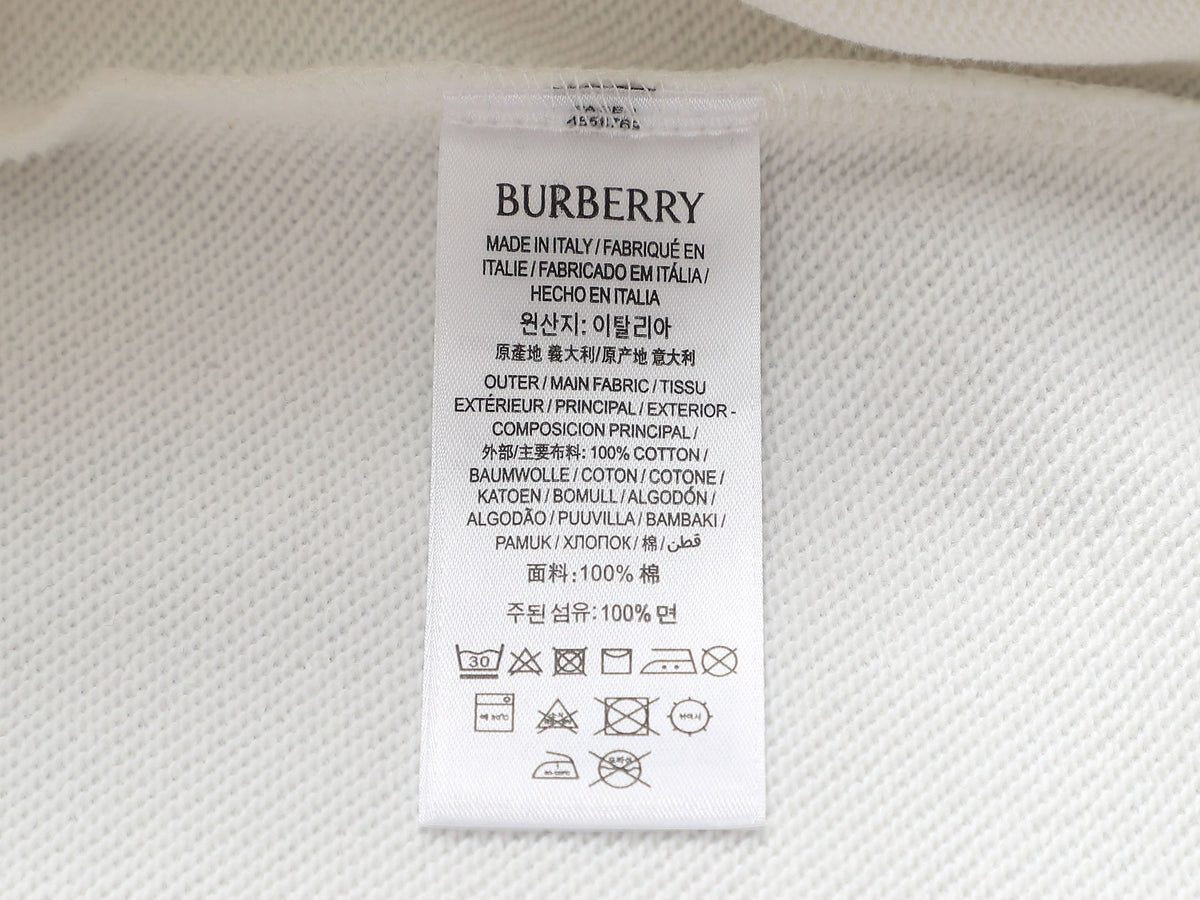 BURBERRY
MADE IN ITALY / FABRIQUÉ EN
ITALIE / FABRICADO EM ITÁLIA /
HECHO EN ITALIA
원산지: 이탈리아
原產地 義大利/原产地 意大利
OUTER / MAIN FABRIC / TISSU
EXTÉRIEUR / PRINCIPAL / EXTERIOR -
COMPOSICION PRINCIPAL /
外部/主要布料: 100% COTTON /
BAUMWOLLE / COTON / COTONE /
KATOEN / BOMULL / ALGODÓN /
ALGODÃO / PUUVILLA / BAMBAKI /
PAMUK / ХЛОПОК / 棉 / قطن
面料: 100% 棉
주된 섬유: 100% 면
30